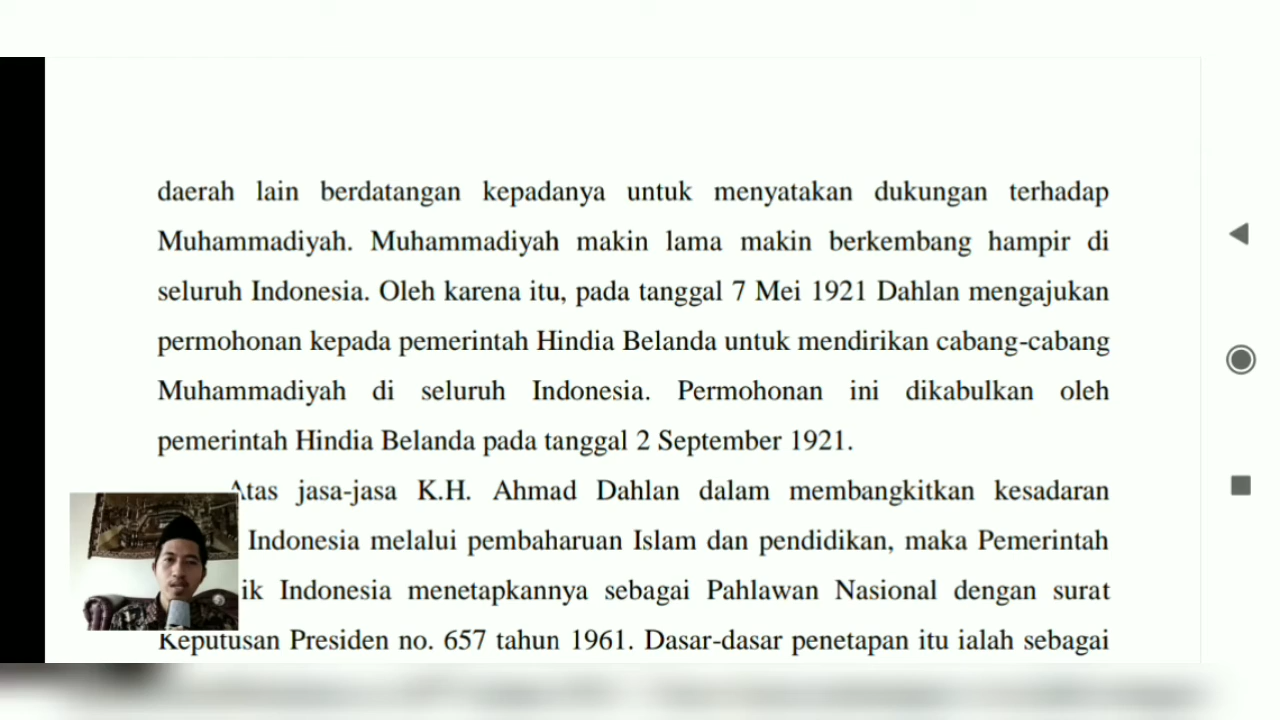 daerah lain berdatangan kepadanya untuk menyatakan dukungan terhadap
Muhammadiyah. Muhammadiyah makin lama makin berkembang hampir di
seluruh Indonesia. Oleh karena itu, pada tanggal 7 Mei 1921 Dahlan mengajukan
permohonan kepada pemerintah Hindia Belanda untuk mendirikan cabang-cabang
Muhammadiyah di seluruh Indonesia. Permohonan ini dikabulkan oleh
pemerintah Hindia Belanda pada tanggal 2 September 1921.
Atas jasa-jasa K.H. Ahmad Dahlan dalam membangkitkan kesadaran
Indonesia melalui pembaharuan Islam dan pendidikan, maka Pemerintah
ik Indonesia menetapkannya sebagai Pahlawan Nasional dengan surat
Keputusan Presiden no. 657 tahun 1961. Dasar-dasar penetapan itu ialah sebagai